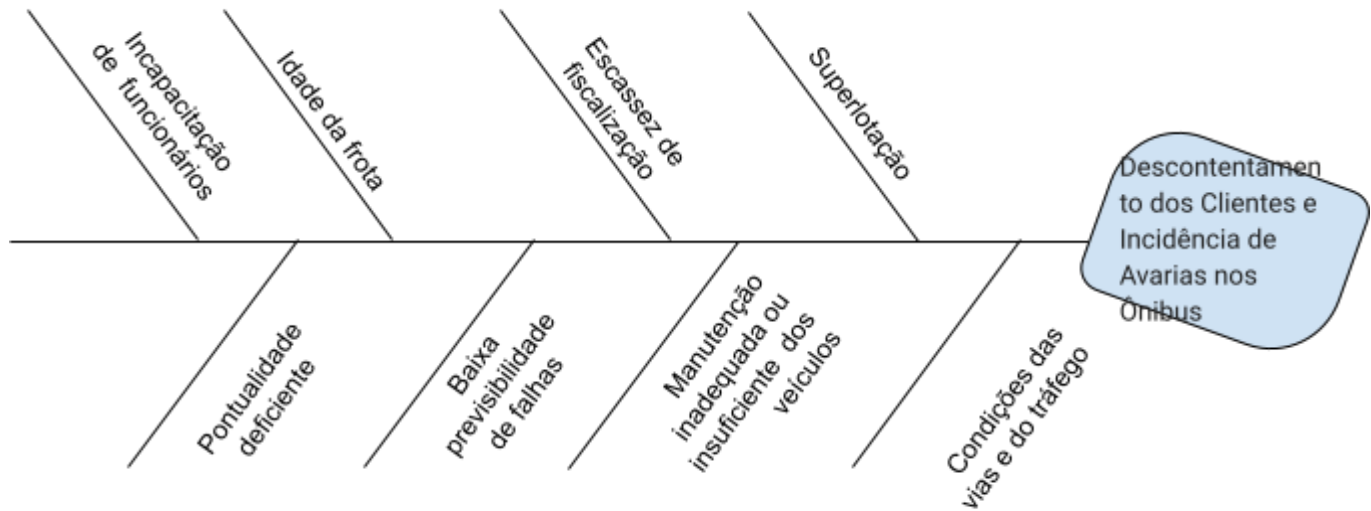 Incapacitação
de funcionários
Idade da frota
Escassez de
fiscalização
Superlotação
Descontentamen
to dos Clientes e
Incidência de
Avarias nos
Ônibus
Pontualidade
deficiente
Baixa
previsibilidade
de falhas
Manutenção
inadequada ou
insuficiente dos
veículos
Condições das
vias e do tráfego